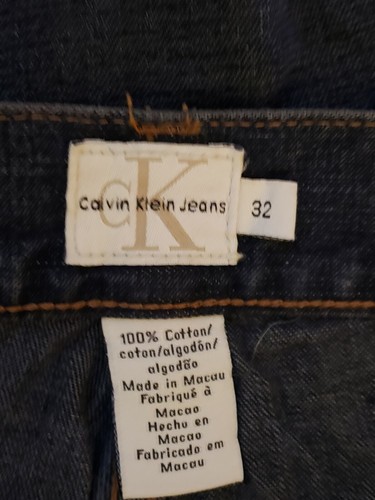 CK
Calvin Klein Jeans
32
100% Cotton/
coton/algodón/
algodão
Made in Macau
Fabriqué à
Macao
Hecho en
Macao
Fabricado em
Macau